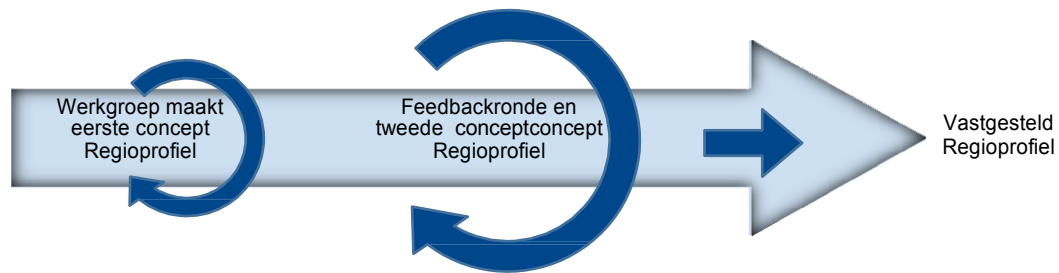 Werkgroep maakt
eerste concept
Regioprofiel
Feedbackronde en
tweede conceptconcept
Regioprofiel
Vastgesteld
Regioprofiel